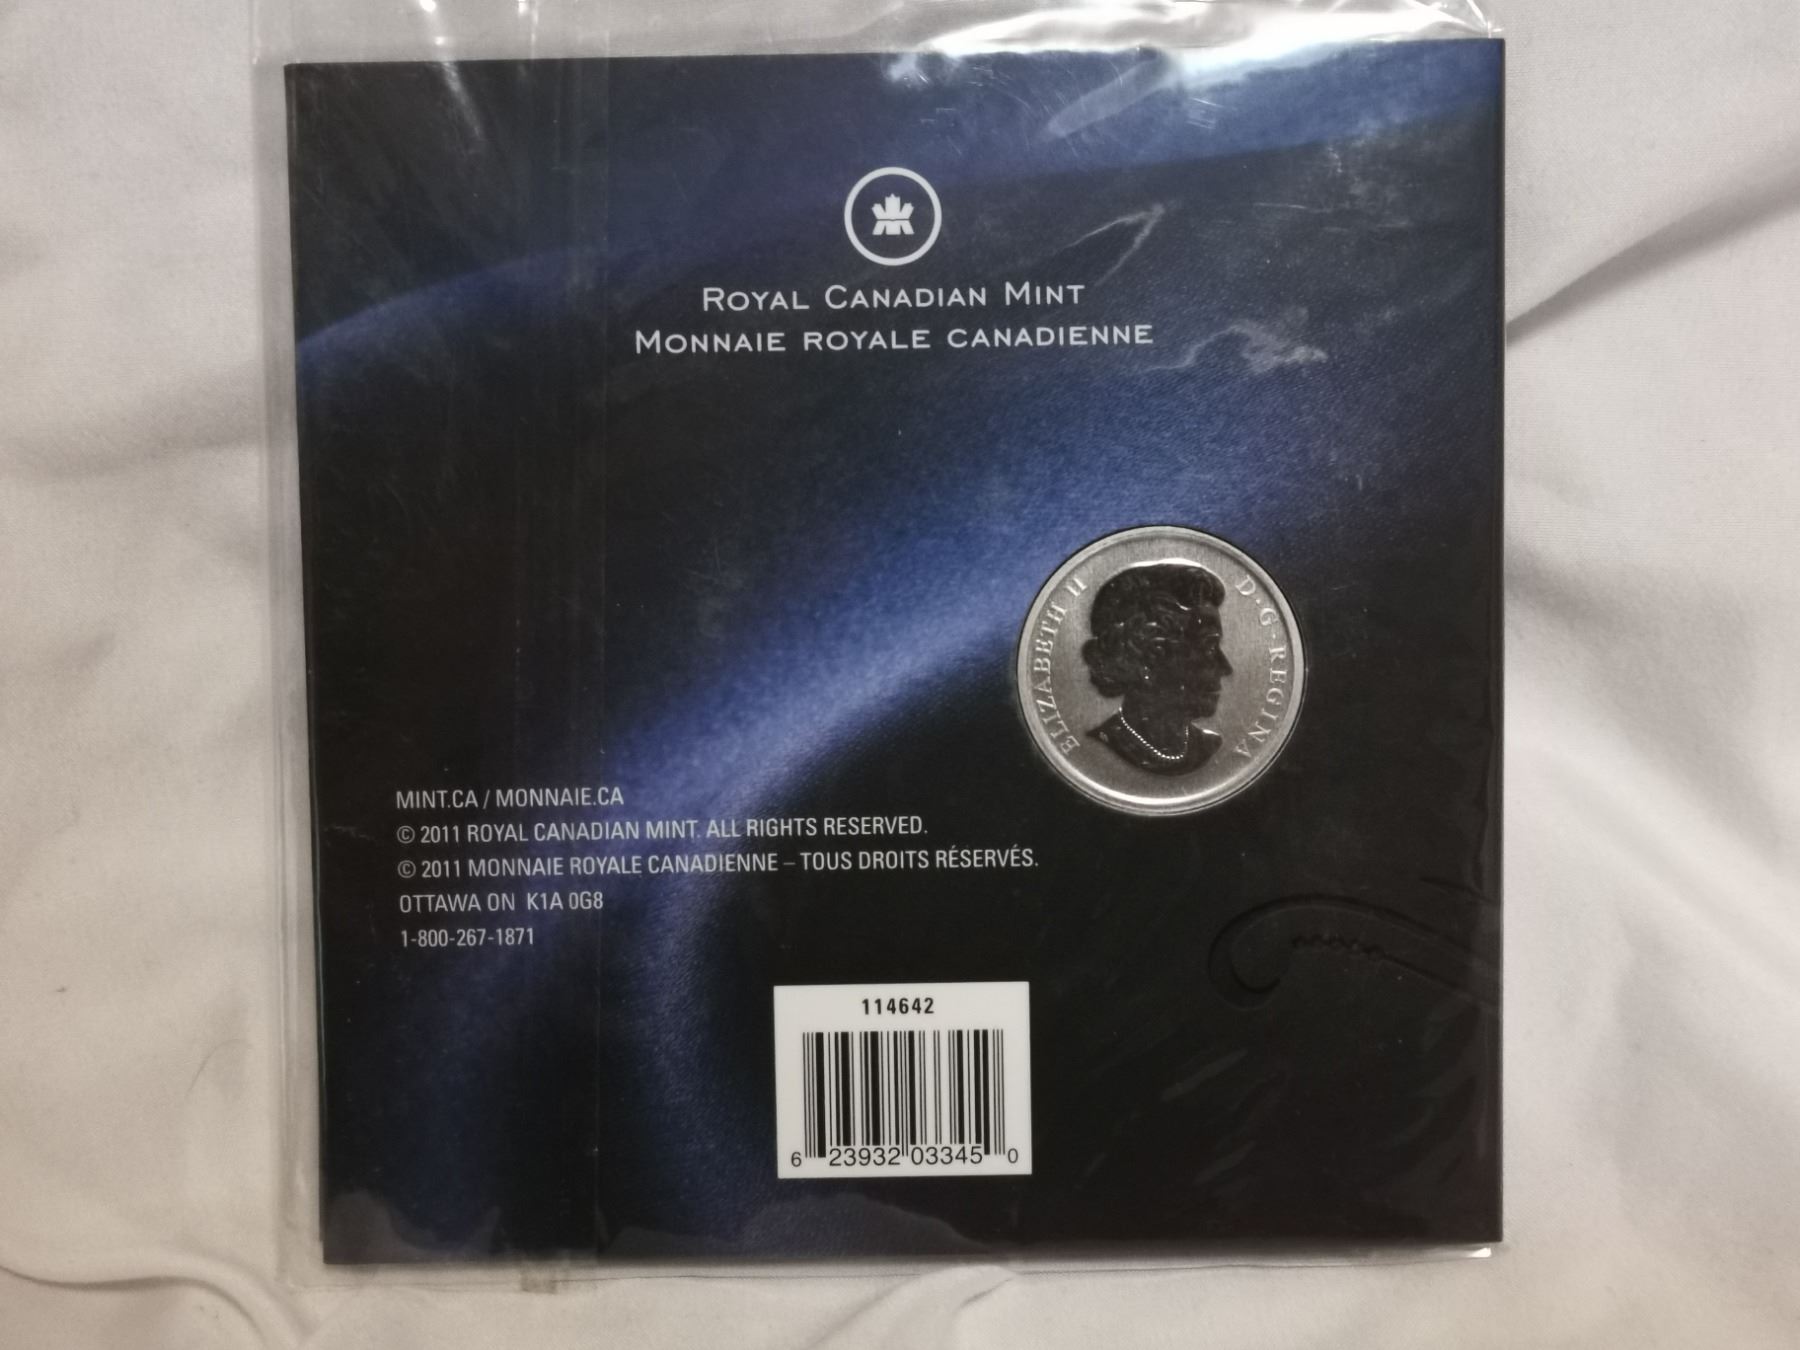 ROYAL CANADIAN MINT
MONNAIE ROYALE CANADIENNE
ELIZABETH II D·G·REGINA
MINT.CA / MONNAIE.CA
© 2011 ROYAL CANADIAN MINT. ALL RIGHTS RESERVED.
© 2011 MONNAIE ROYALE CANADIENNE – TOUS DROITS RÉSERVÉS.
OTTAWA ON K1A 0G8
1-800-267-1871
114642
6 23932 03345 0